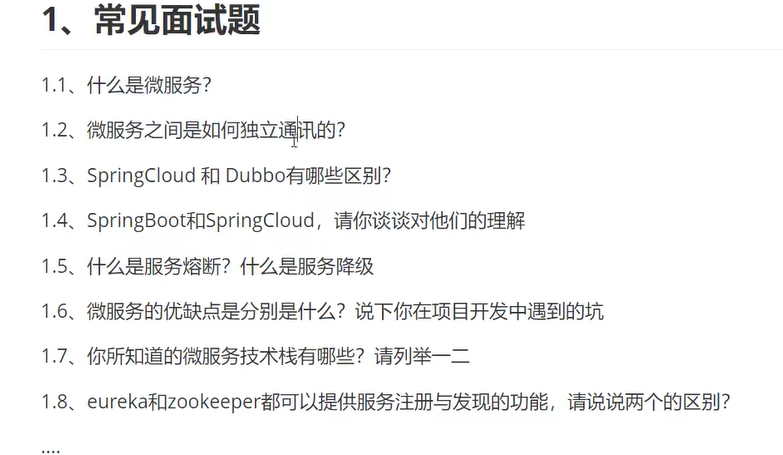 1、常见面试题
1.1、什么是微服务？
1.2、微服务之间是如何独立通讯的？
1.3、SpringCloud 和 Dubbo有哪些区别？
1.4、SpringBoot和SpringCloud，请你谈谈对他们的理解
1.5、什么是服务熔断？什么是服务降级
1.6、微服务的优缺点是分别是什么？说下你在项目开发中遇到的坑
1.7、你所知道的微服务技术栈有哪些？请列举一二
1.8、eureka和zookeeper都可以提供服务注册与发现的功能，请说说两个的区别？
....